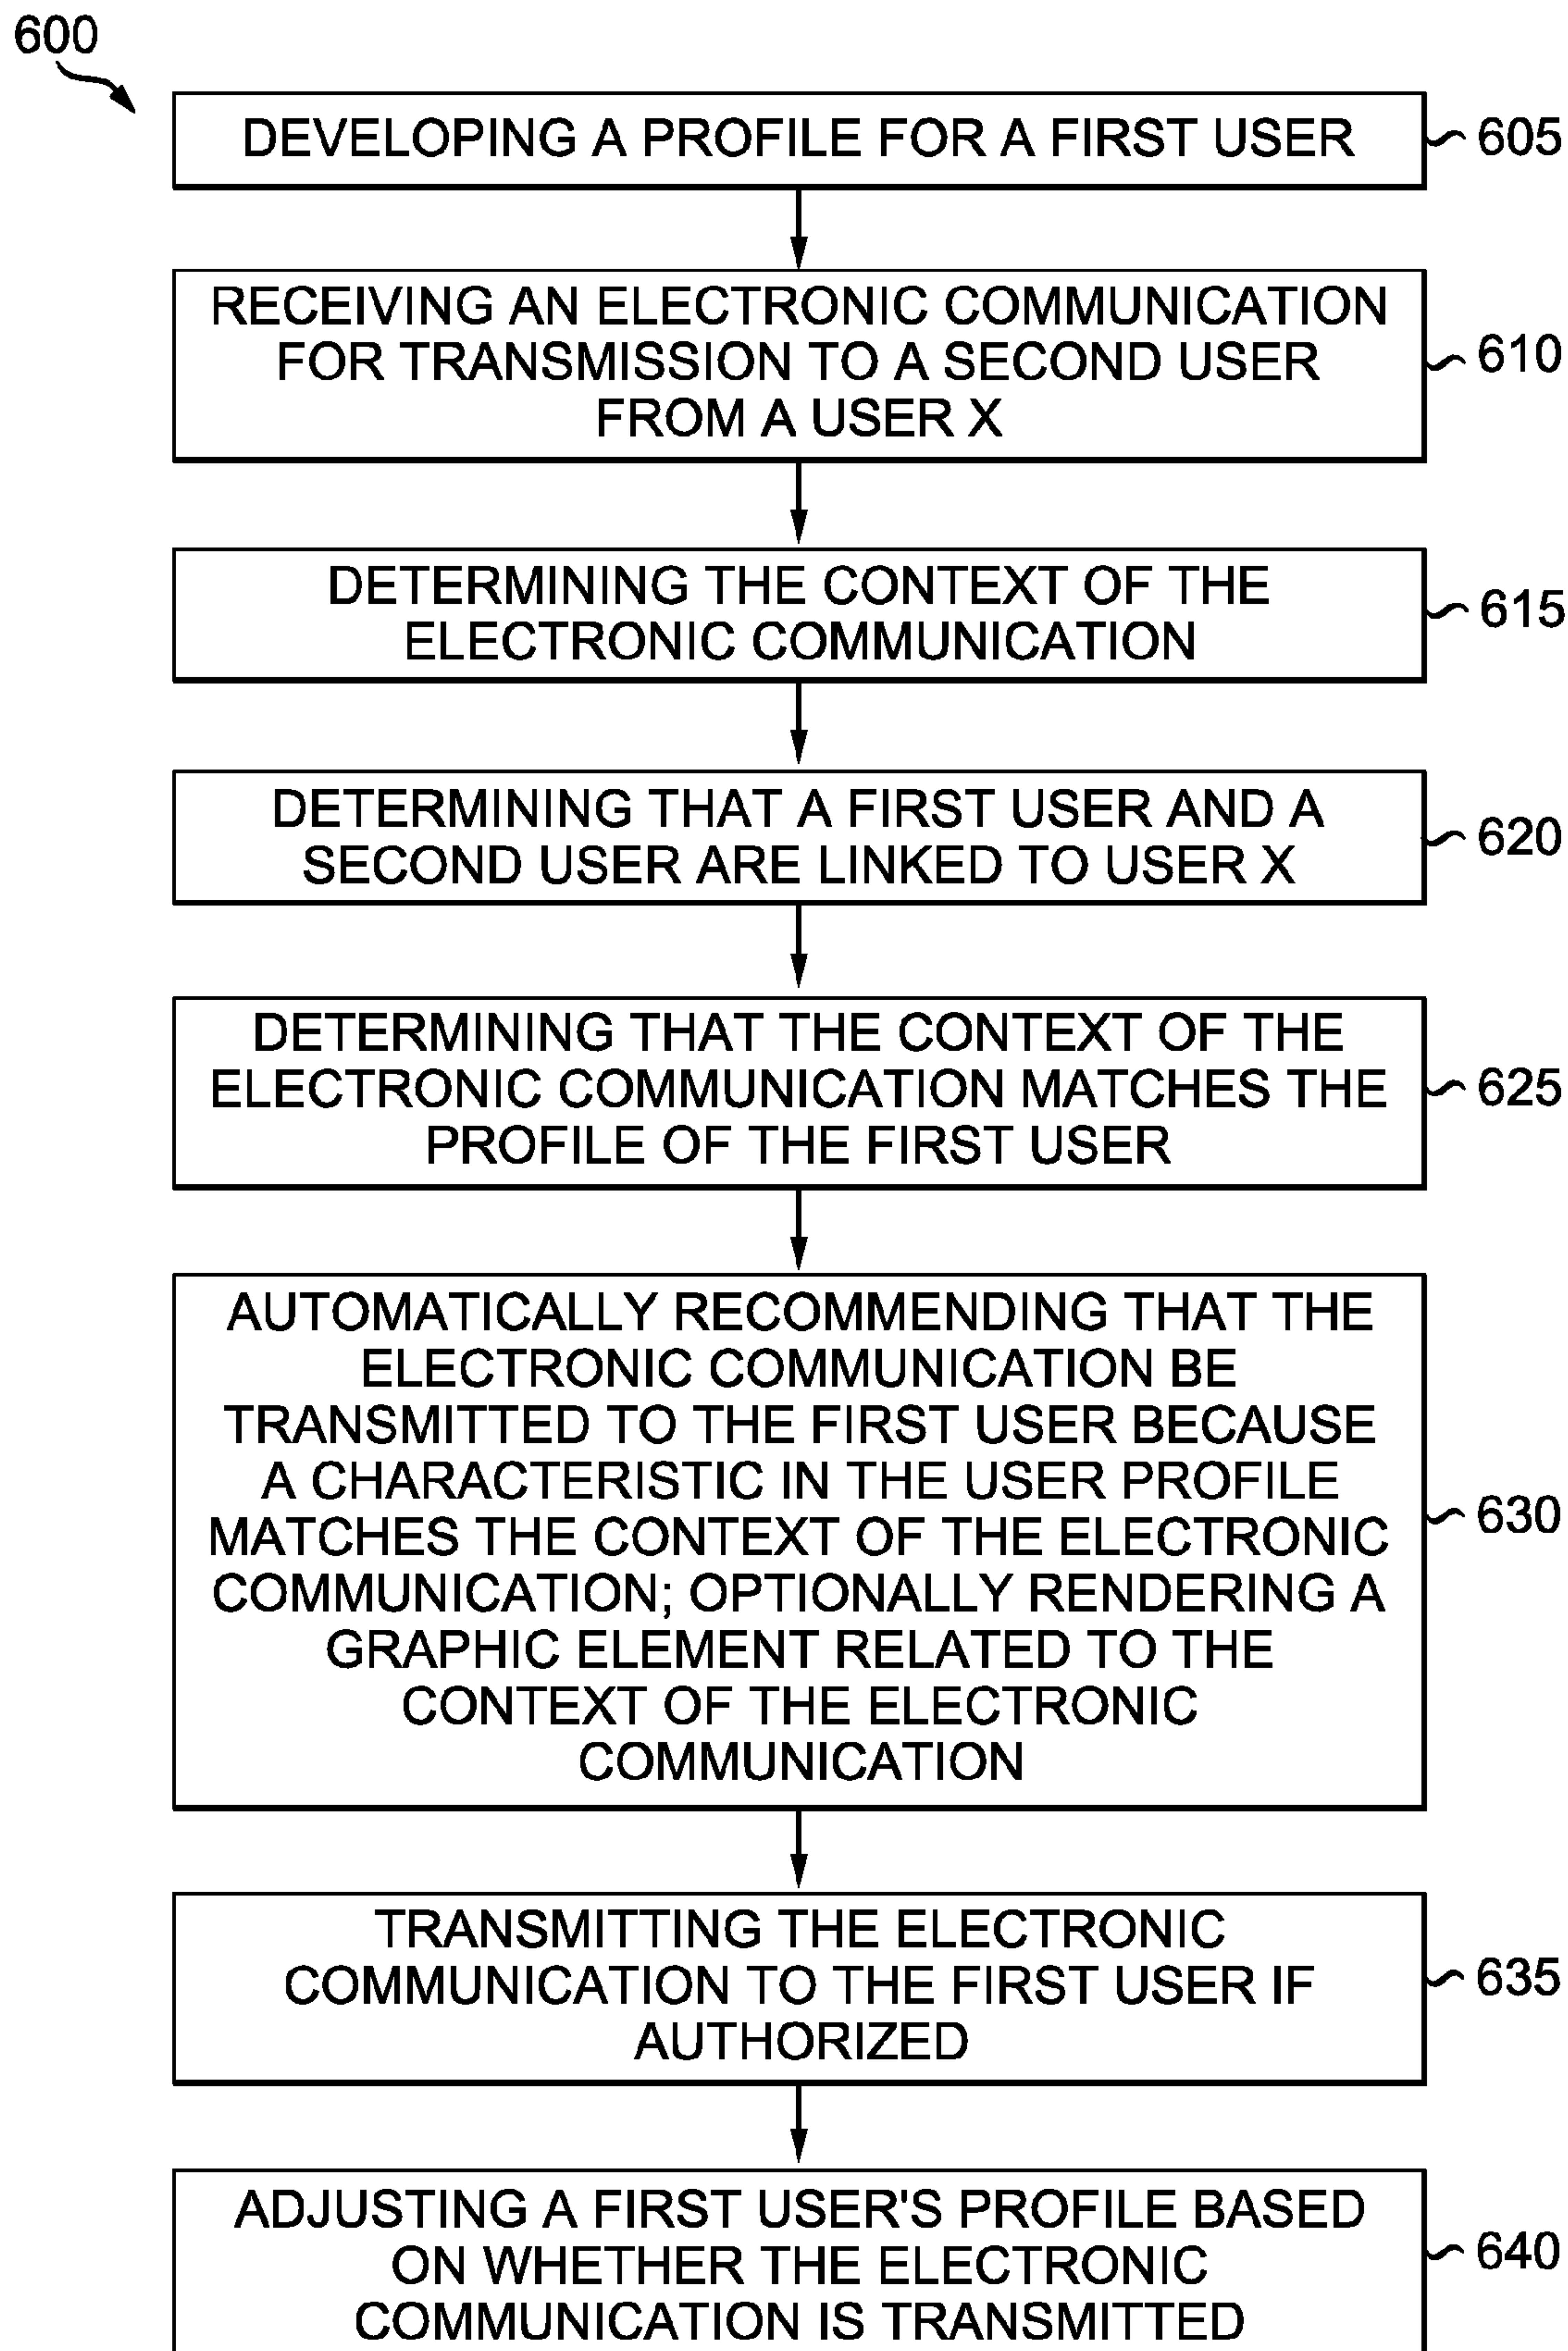 600
DEVELOPING A PROFILE FOR A FIRST USER
605
RECEIVING AN ELECTRONIC COMMUNICATION
FOR TRANSMISSION TO A SECOND USER
FROM A USER X
610
DETERMINING THE CONTEXT OF THE
ELECTRONIC COMMUNICATION
615
DETERMINING THAT A FIRST USER AND A
SECOND USER ARE LINKED TO USER X
620
DETERMINING THAT THE CONTEXT OF THE
ELECTRONIC COMMUNICATION MATCHES THE
PROFILE OF THE FIRST USER
625
AUTOMATICALLY RECOMMENDING THAT THE
ELECTRONIC COMMUNICATION BE
TRANSMITTED TO THE FIRST USER BECAUSE
A CHARACTERISTIC IN THE USER PROFILE
MATCHES THE CONTEXT OF THE ELECTRONIC
COMMUNICATION; OPTIONALLY RENDERING A
GRAPHIC ELEMENT RELATED TO THE
CONTEXT OF THE ELECTRONIC
COMMUNICATION
630
TRANSMITTING THE ELECTRONIC
COMMUNICATION TO THE FIRST USER IF
AUTHORIZED
635
ADJUSTING A FIRST USER'S PROFILE BASED
ON WHETHER THE ELECTRONIC
COMMUNICATION IS TRANSMITTED
640